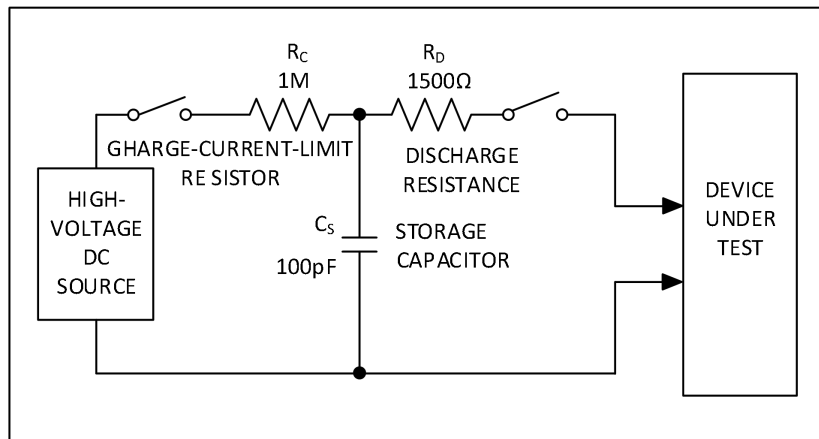 R_C
1M
GHARGE-CURRENT-LIMIT
RE SISTOR
R_D
1500Ω
DISCHARGE
RESISTANCE
HIGH-
VOLTAGE
DC
SOURCE
C_S
100pF
STORAGE
CAPACITOR
DEVICE
UNDER
TEST